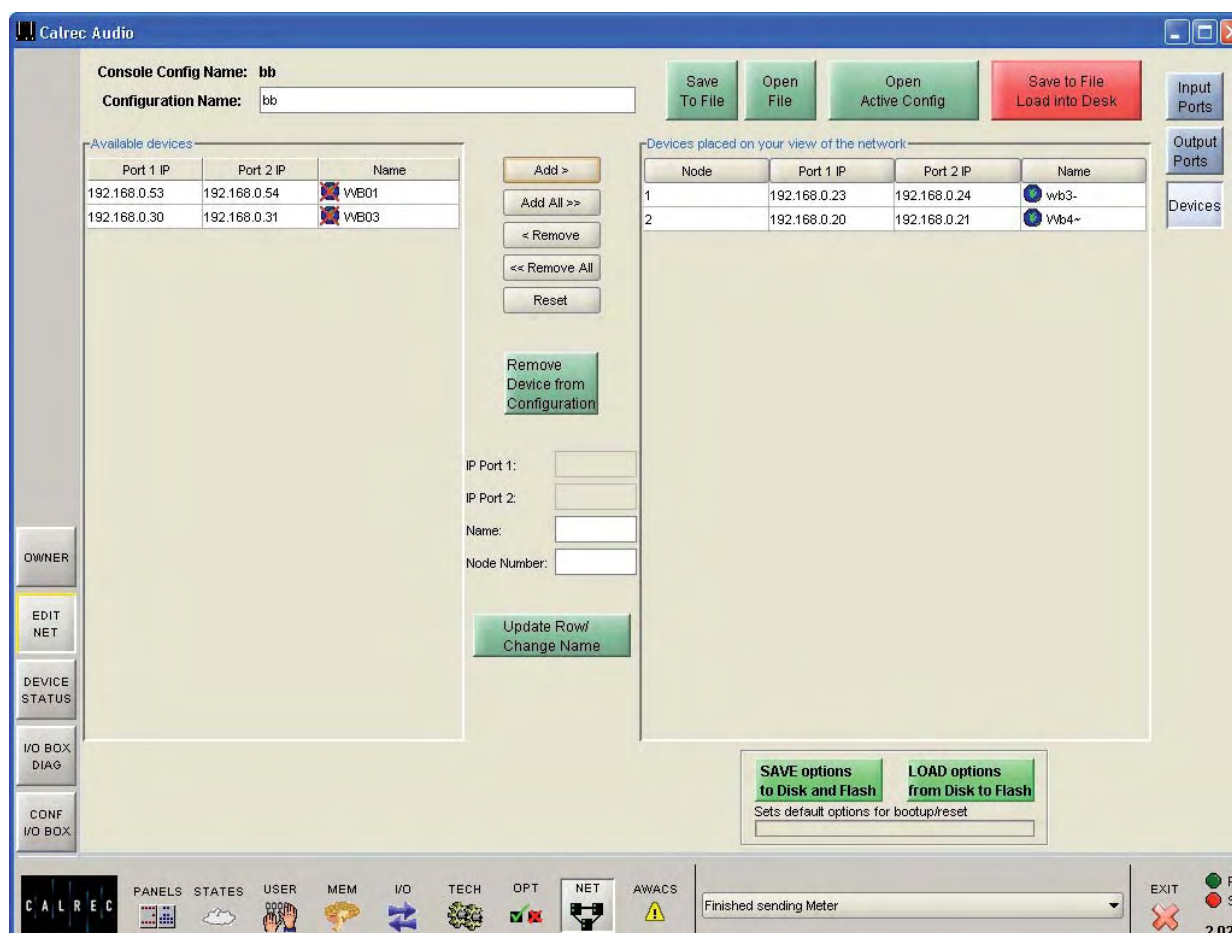 Calrec Audio
Console Config Name: bb
Configuration Name: bb
Save To File
Open File
Open Active Config
Save to File Load into Desk
Input Ports
Output Ports
Devices
Available devices
Port 1 IP Port 2 IP Name
192.168.0.53 192.168.0.54 WB01
192.168.0.30 192.168.0.31 WB03
Add >
Add All >>
< Remove
<< Remove All
Reset
Remove
Device from
Configuration
IP Port 1:
IP Port 2:
Name:
Node Number:
Update Row/
Change Name
Devices placed on your view of the network
Node Port 1 IP Port 2 IP Name
1 192.168.0.23 192.168.0.24 wb3-
2 192.168.0.20 192.168.0.21 Wb4~
SAVE options
to Disk and Flash
LOAD options
from Disk to Flash
Sets default options for bootup/reset
OWNER
EDIT
NET
DEVICE
STATUS
I/O BOX
DIAG
CONF
I/O BOX
CALREC
PANELS STATES USER MEM I/O TECH OPT NET AWACS
Finished sending Meter
EXIT